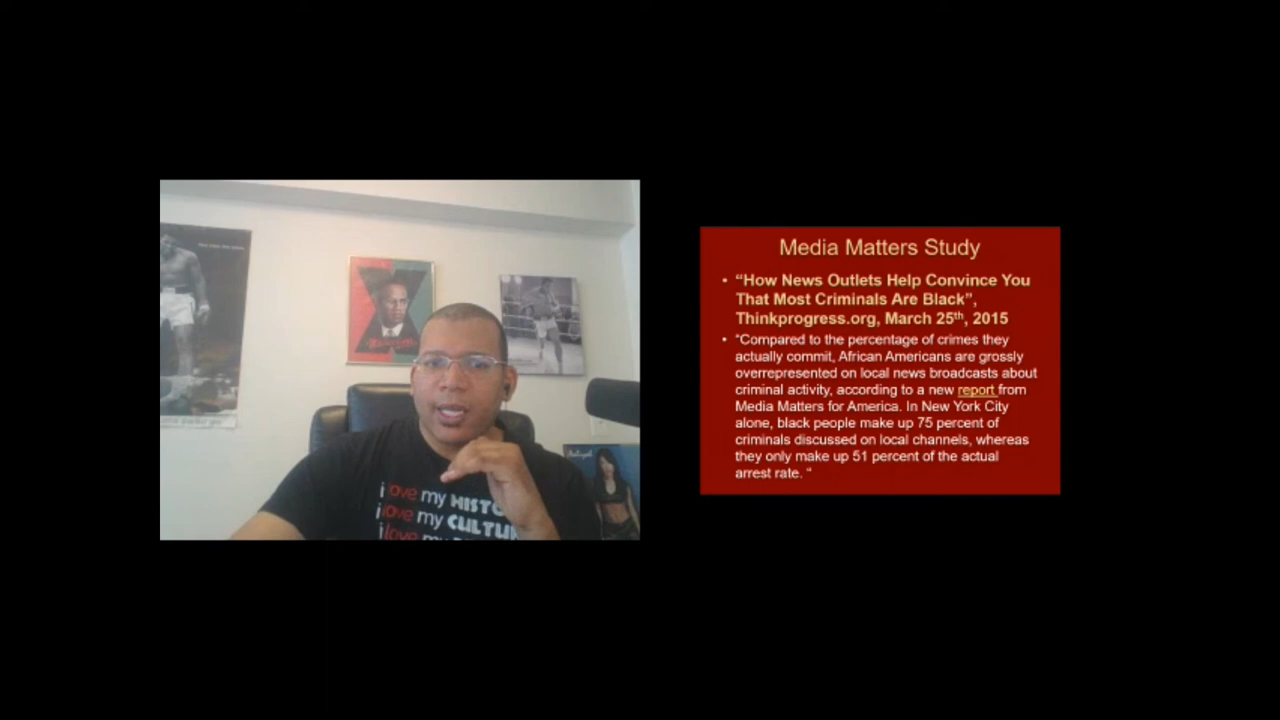 i love my HISTO
i love my CULTUR
i love my
Media Matters Study
• “How News Outlets Help Convince You
That Most Criminals Are Black”,
Thinkprogress.org, March 25th, 2015
• “Compared to the percentage of crimes they
actually commit, African Americans are grossly
overrepresented on local news broadcasts about
criminal activity, according to a new report from
Media Matters for America. In New York City
alone, black people make up 75 percent of
criminals discussed on local channels, whereas
they only make up 51 percent of the actual
arrest rate. “